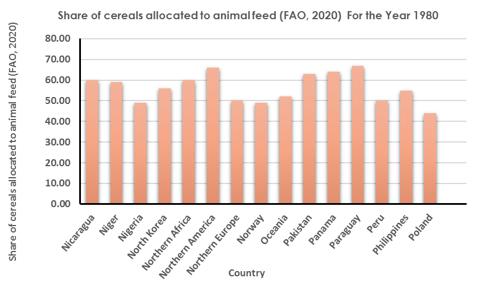 Share of cereals allocated to animal feed (FAO, 2020) For the Year 1980
Share of cereals allocated to animal feed (FAO, 2020)
80.00
70.00
60.00
50.00
40.00
30.00
20.00
10.00
0.00
Nicaragua
Niger
Nigeria
North Korea
Northern Africa
Northern America
Northern Europe
Norway
Oceania
Pakistan
Panama
Paraguay
Peru
Philippines
Poland
Country